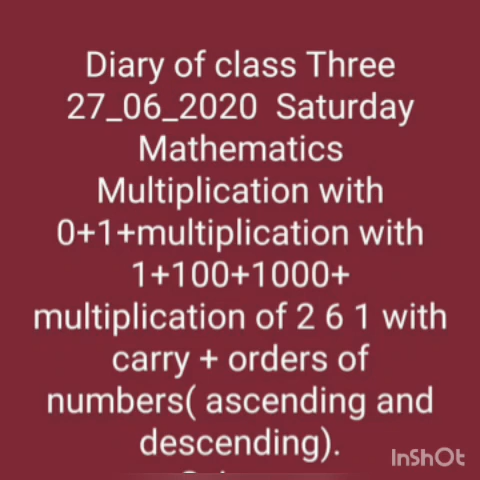 Diary of class Three
27_06_2020 Saturday
Mathematics
Multiplication with
0+1+multiplication with
1+100+1000+
multiplication of 2 6 1 with
carry + orders of
numbers( ascending and
descending).
InShOt